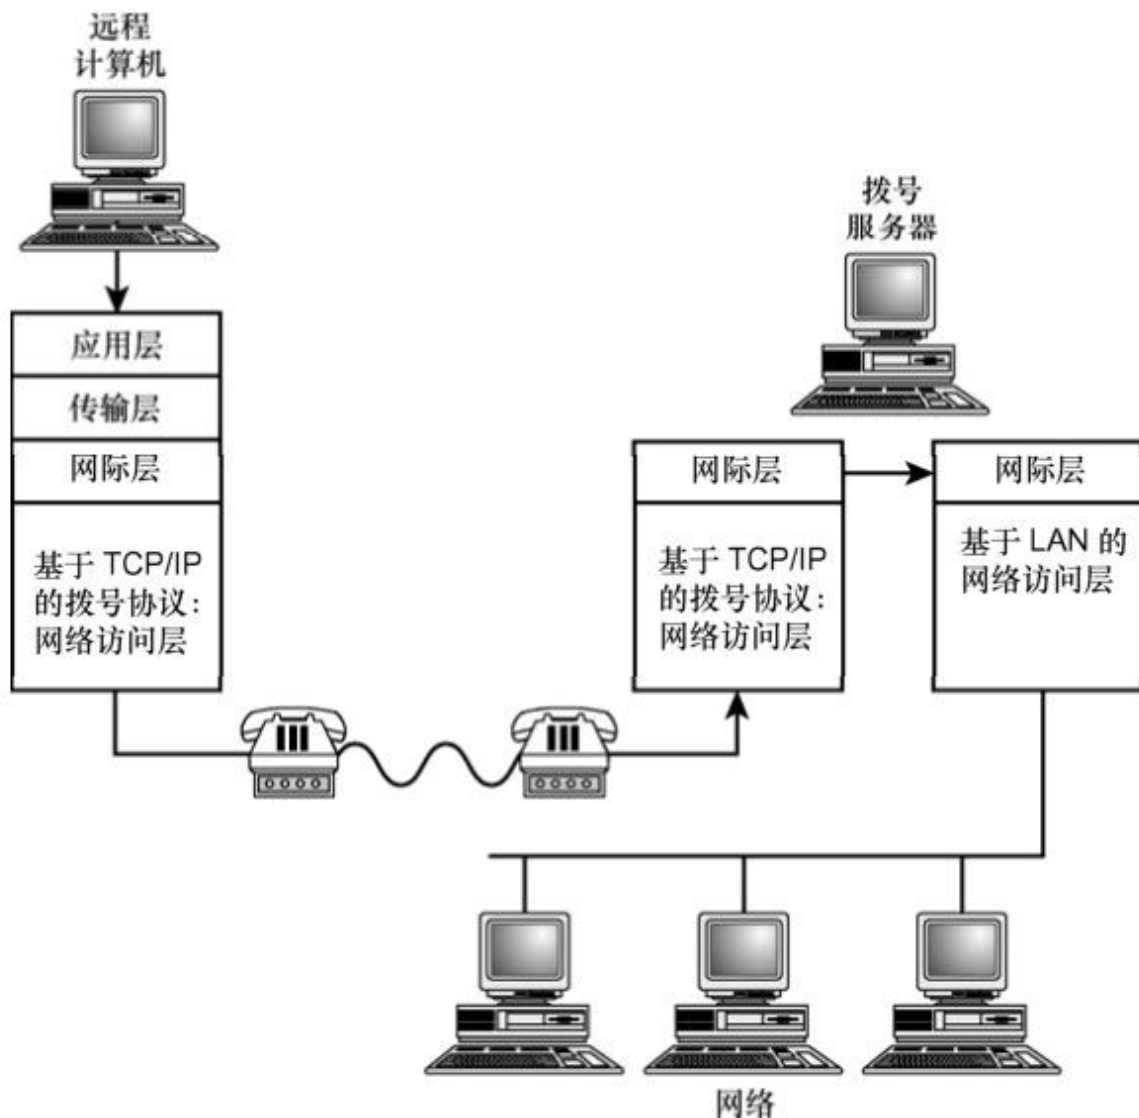 远程
计算机
应用层
传输层
网际层
基于 TCP/IP
的拨号协议：
网络访问层
拨号
服务器
网际层
基于 TCP/IP
的拨号协议：
网络访问层
网际层
基于 LAN 的
网络访问层
网络